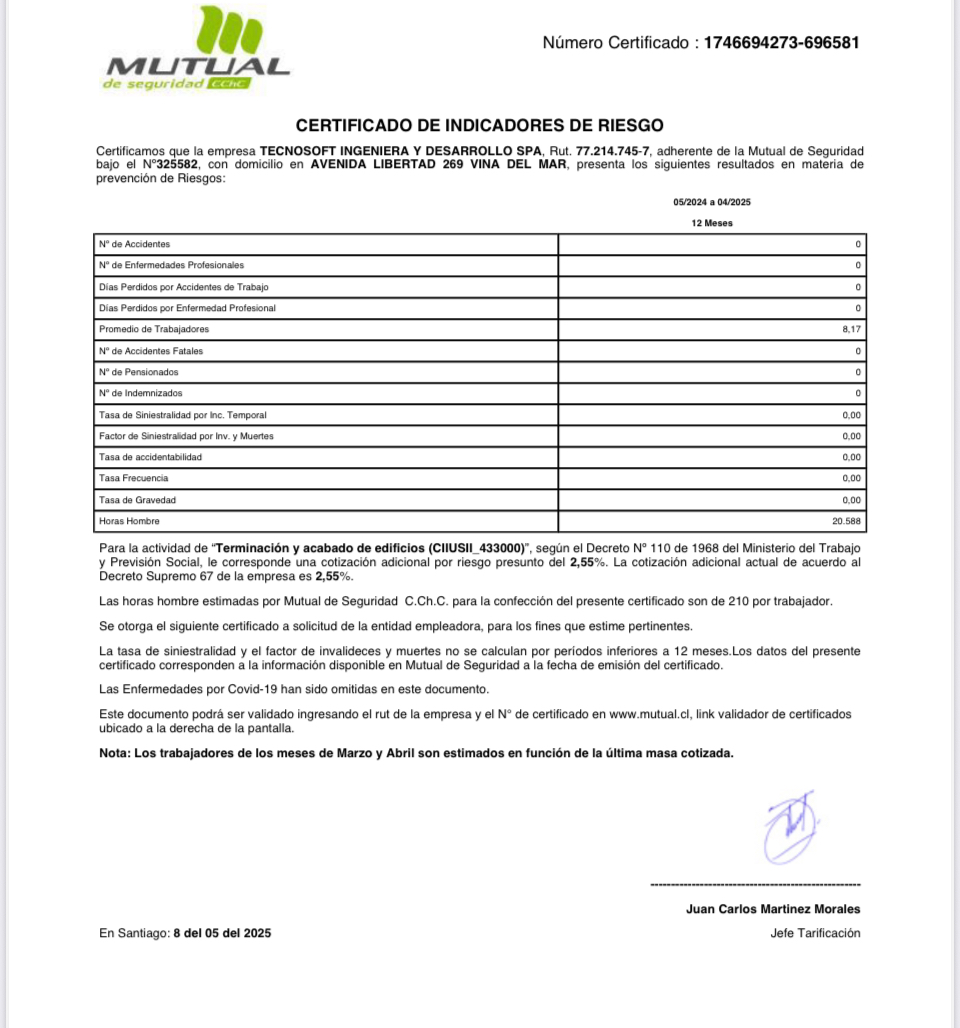 MUTUAL
de seguridad CChC
Número Certificado : 1746694273-696581
CERTIFICADO DE INDICADORES DE RIESGO
Certificamos que la empresa TECNOSOFT INGENIERA Y DESARROLLO SPA, Rut. 77.214.745-7, adherente de la Mutual de Seguridad
bajo el Nº325582, con domicilio en AVENIDA LIBERTAD 269 VINA DEL MAR, presenta los siguientes resultados en materia de
prevención de Riesgos:
05/2024 a 04/2025
12 Meses
Nº de Accidentes 0
Nº de Enfermedades Profesionales 0
Días Perdidos por Accidentes de Trabajo 0
Días Perdidos por Enfermedad Profesional 0
Promedio de Trabajadores 8,17
Nº de Accidentes Fatales 0
Nº de Pensionados 0
Nº de Indemnizados 0
Tasa de Siniestralidad por Inc. Temporal 0,00
Factor de Siniestralidad por Inv. y Muertes 0,00
Tasa de accidentabilidad 0,00
Tasa Frecuencia 0,00
Tasa de Gravedad 0,00
Horas Hombre 20.588
Para la actividad de “Terminación y acabado de edificios (CIIUSII_433000)”, según el Decreto Nº 110 de 1968 del Ministerio del Trabajo
y Previsión Social, le corresponde una cotización adicional por riesgo presunto del 2,55%. La cotización adicional actual de acuerdo al
Decreto Supremo 67 de la empresa es 2,55%.
Las horas hombre estimadas por Mutual de Seguridad C.Ch.C. para la confección del presente certificado son de 210 por trabajador.
Se otorga el siguiente certificado a solicitud de la entidad empleadora, para los fines que estime pertinentes.
La tasa de siniestralidad y el factor de invalideces y muertes no se calculan por períodos inferiores a 12 meses.Los datos del presente
certificado corresponden a la información disponible en Mutual de Seguridad a la fecha de emisión del certificado.
Las Enfermedades por Covid-19 han sido omitidas en este documento.
Este documento podrá ser validado ingresando el rut de la empresa y el N° de certificado en www.mutual.cl, link validador de certificados
ubicado a la derecha de la pantalla.
Nota: Los trabajadores de los meses de Marzo y Abril son estimados en función de la última masa cotizada.
Juan Carlos Martinez Morales
En Santiago: 8 del 05 del 2025 Jefe Tarificación